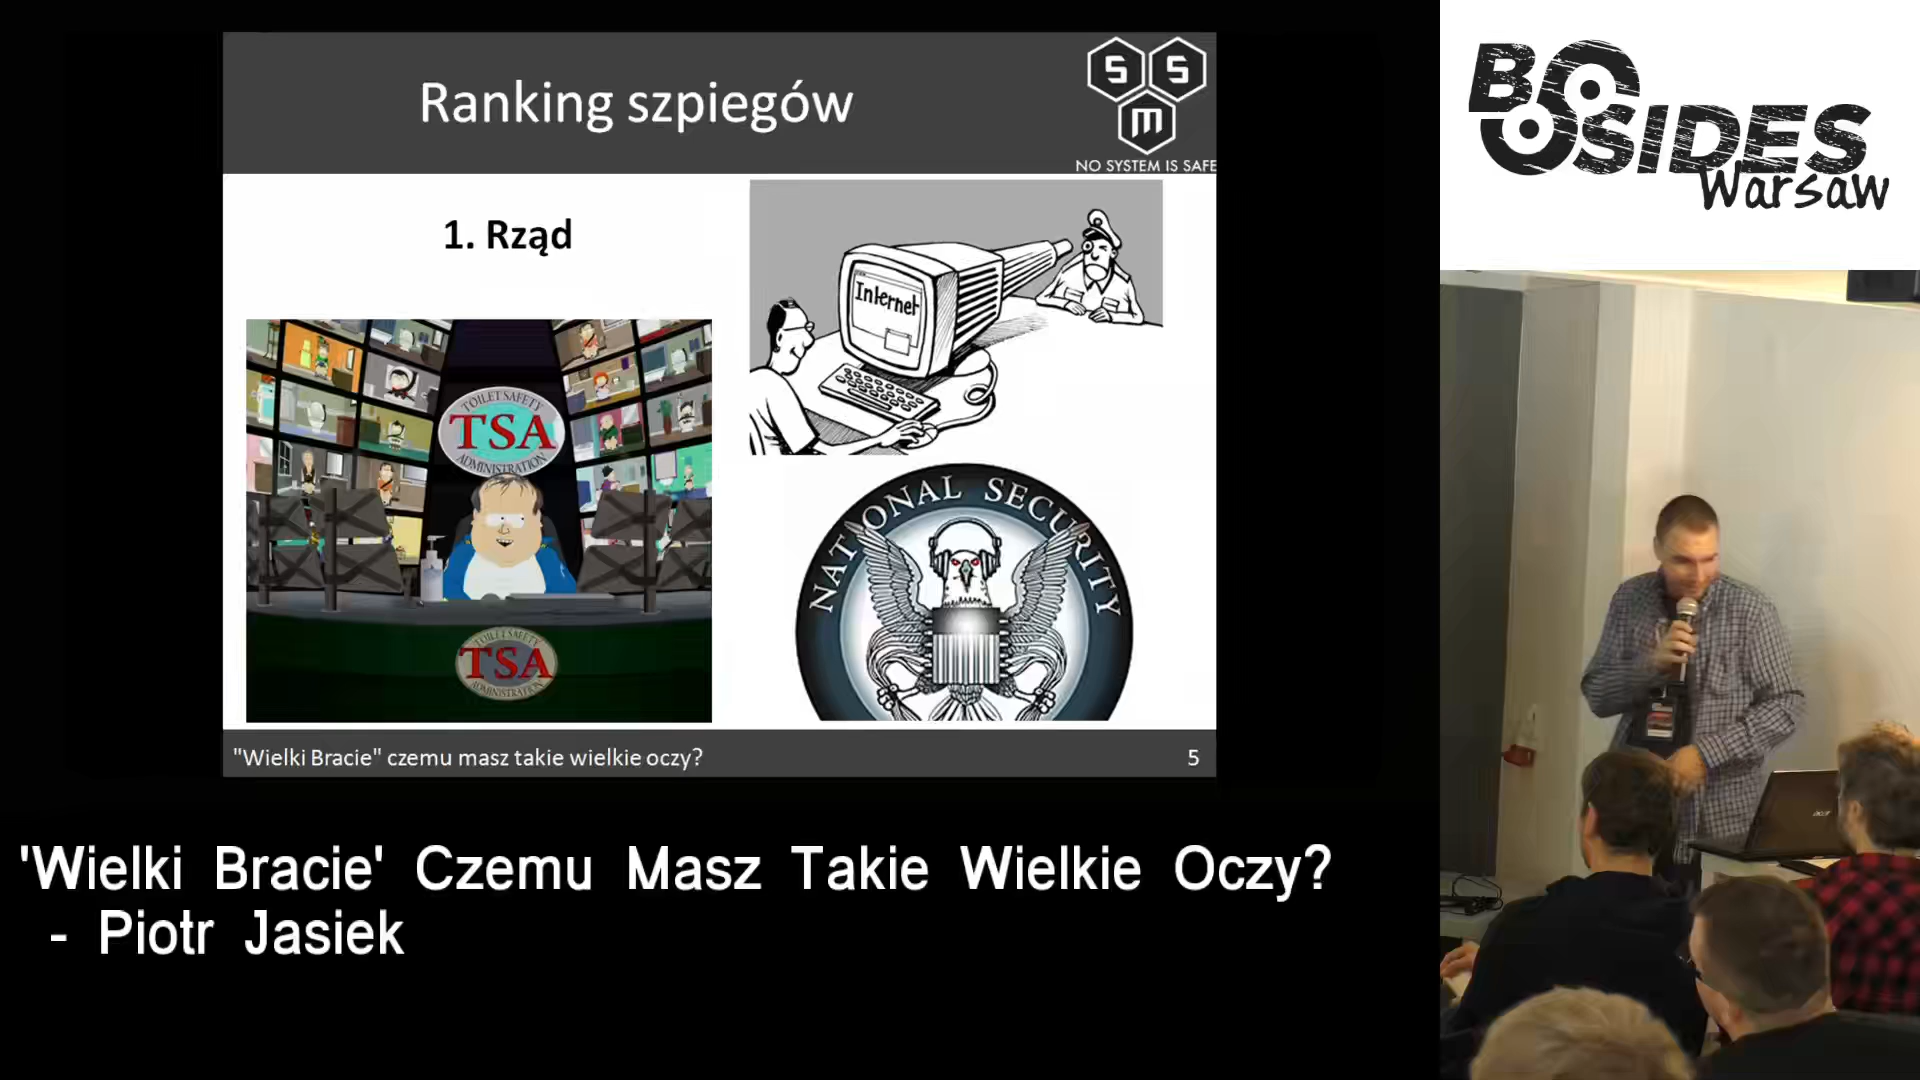 Ranking szpiegów
S S
m
NO SYSTEM IS SAFE
1. Rząd
Internet
TOILET SAFETY
TSA
ADMINISTRATION
TOILET SAFETY
TSA
ADMINISTRATION
NATIONAL SECURITY
"Wielki Bracie" czemu masz takie wielkie oczy?
5
'Wielki Bracie' Czemu Masz Takie Wielkie Oczy?
- Piotr Jasiek
BSIDES
Warsaw
acer